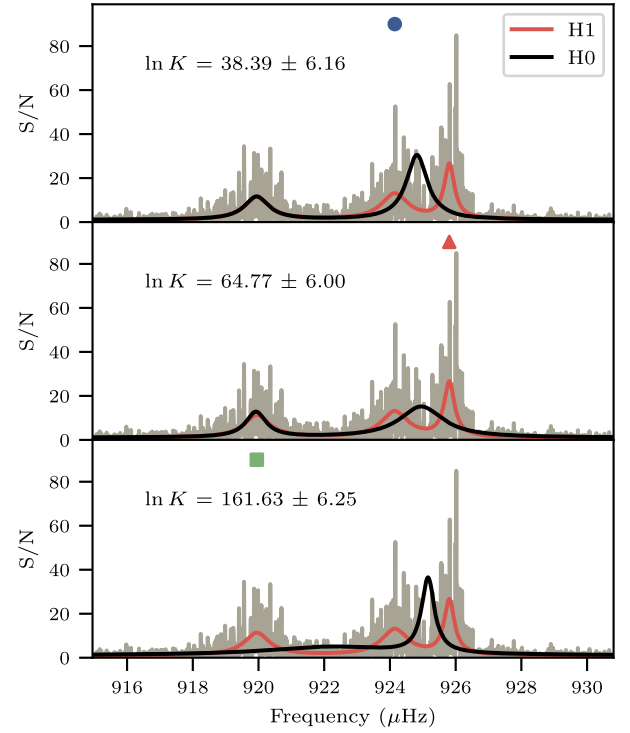 H1
H0
ln K = 38.39 ± 6.16
S/N
80
60
40
20
0
ln K = 64.77 ± 6.00
S/N
80
60
40
20
0
ln K = 161.63 ± 6.25
S/N
80
60
40
20
0
916 918 920 922 924 926 928 930
Frequency (μHz)